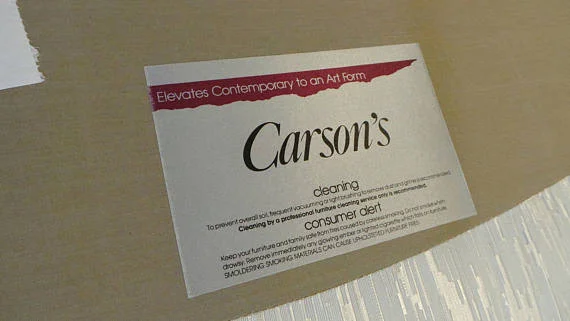 Elevates Contemporary to an Art Form
Carson's
cleaning
To prevent overall soil, frequent vacuuming or light brushing to remove dust and grime is recommended.
Cleaning by a professional furniture cleaning service only is recommended.
consumer alert
Keep your furniture and family safe from fires caused by careless smoking. Do not smoke when
drowsy. Remove immediately any glowing ember or lighted cigarette which falls on furniture.
SMOLDERING SMOKING MATERIALS CAN CAUSE UPHOLSTETED FURNITURE FIRES.